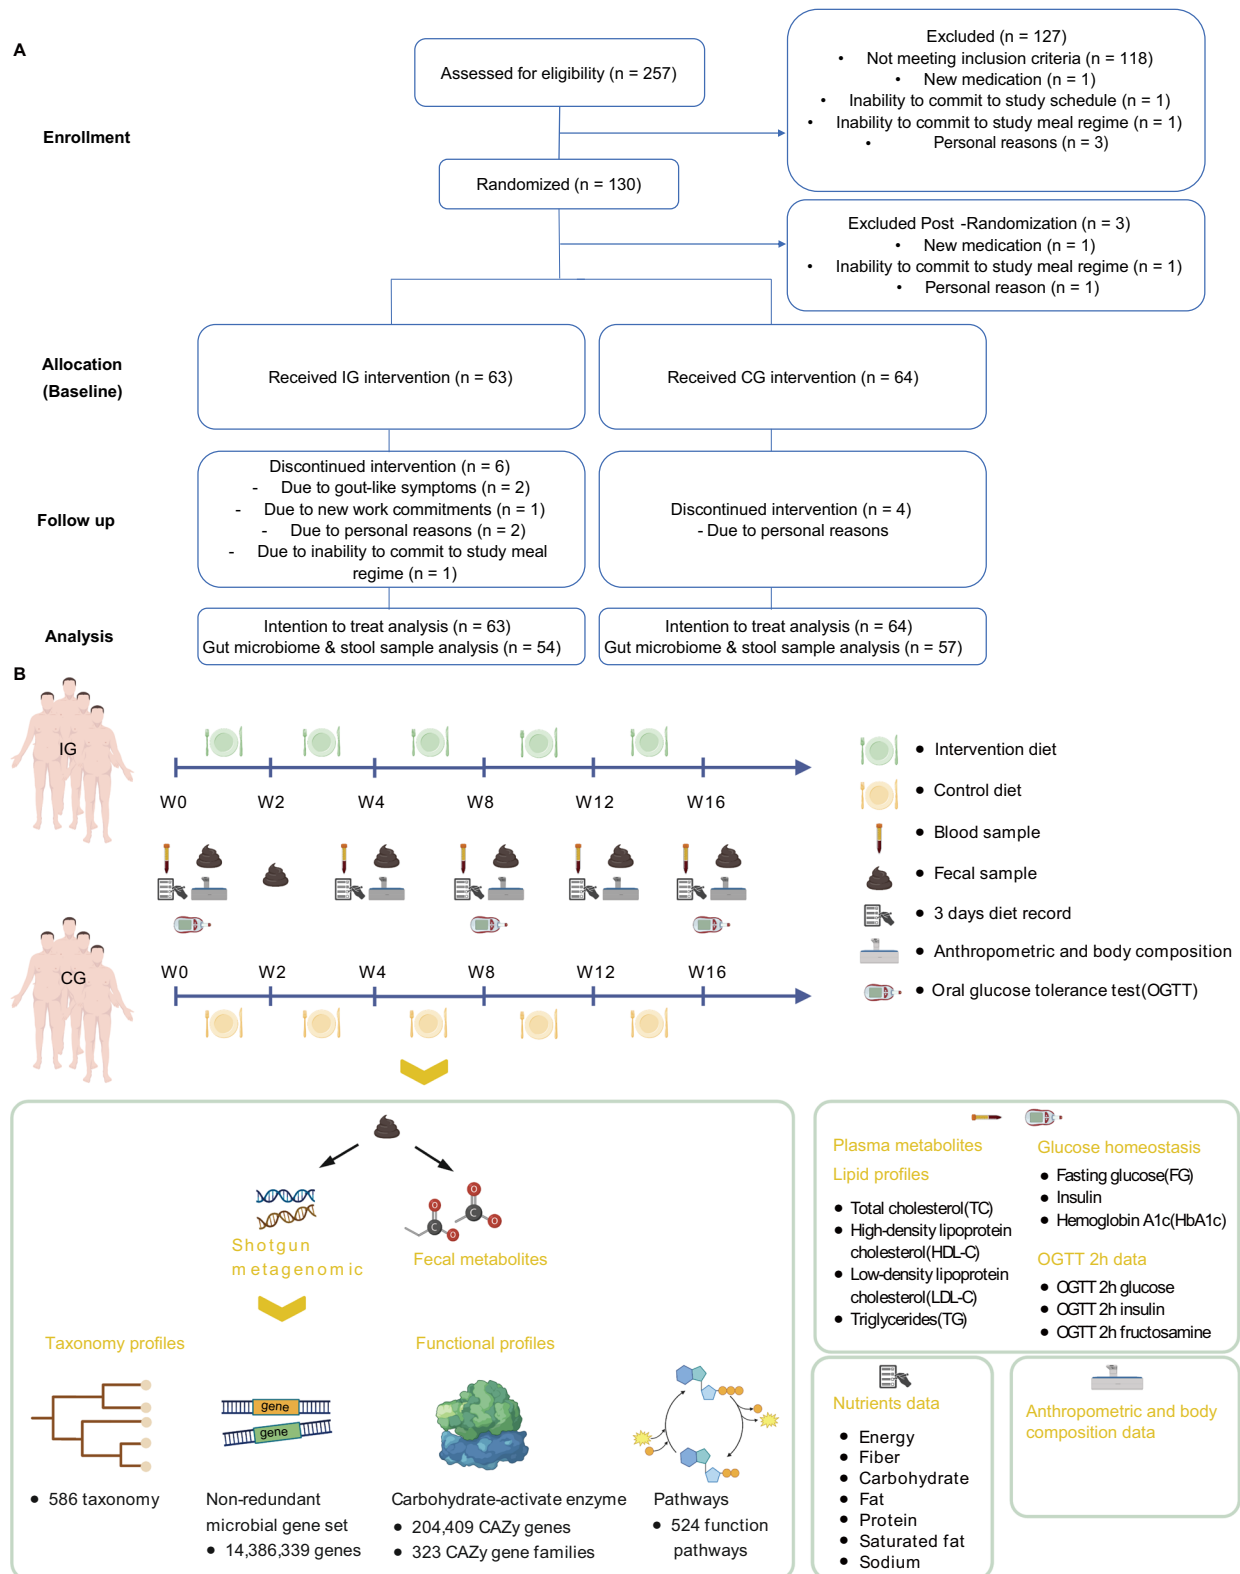 A
Assessed for eligibility (n = 257)
Excluded (n = 127)
• Not meeting inclusion criteria (n = 118)
• New medication (n = 1)
• Inability to commit to study schedule (n = 1)
• Inability to commit to study meal regime (n = 1)
• Personal reasons (n = 3)
Enrollment
Randomized (n = 130)
Excluded Post -Randomization (n = 3)
• New medication (n = 1)
• Inability to commit to study meal regime (n = 1)
• Personal reason (n = 1)
Allocation
(Baseline)
Received IG intervention (n = 63)
Received CG intervention (n = 64)
Follow up
Discontinued intervention (n = 6)
- Due to gout-like symptoms (n = 2)
- Due to new work commitments (n = 1)
- Due to personal reasons (n = 2)
- Due to inability to commit to study meal
regime (n = 1)
Discontinued intervention (n = 4)
- Due to personal reasons
Analysis
Intention to treat analysis (n = 63)
Gut microbiome & stool sample analysis (n = 54)
Intention to treat analysis (n = 64)
Gut microbiome & stool sample analysis (n = 57)
B
IG
W0 W2 W4 W8 W12 W16
CG
W0 W2 W4 W8 W12 W16
• Intervention diet
• Control diet
• Blood sample
• Fecal sample
• 3 days diet record
• Anthropometric and body composition
• Oral glucose tolerance test(OGTT)
C O O
C O O
Shotgun
metagenomic
Fecal metabolites
Taxonomy profiles
Functional profiles
gene
gene
• 586 taxonomy
Non-redundant
microbial gene set
• 14,386,339 genes
Carbohydrate-activate enzyme
• 204,409 CAZy genes
• 323 CAZy gene families
Pathways
• 524 function
pathways
Plasma metabolites
Lipid profiles
• Total cholesterol(TC)
• High-density lipoprotein
cholesterol(HDL-C)
• Low-density lipoprotein
cholesterol(LDL-C)
• Triglycerides(TG)
Glucose homeostasis
• Fasting glucose(FG)
• Insulin
• Hemoglobin A1c(HbA1c)
OGTT 2h data
• OGTT 2h glucose
• OGTT 2h insulin
• OGTT 2h fructosamine
Nutrients data
• Energy
• Fiber
• Carbohydrate
• Fat
• Protein
• Saturated fat
• Sodium
Anthropometric and body
composition data